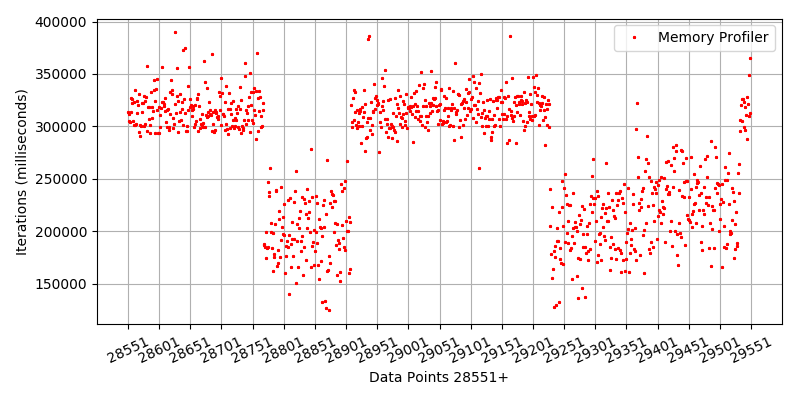 400000
350000
300000
250000
200000
150000
Iterations (milliseconds)
Memory Profiler
28551 28601 28651 28701 28751 28801 28851 28901 28951 29001 29051 29101 29151 29201 29251 29301 29351 29401 29451 29501 29551
Data Points 28551+